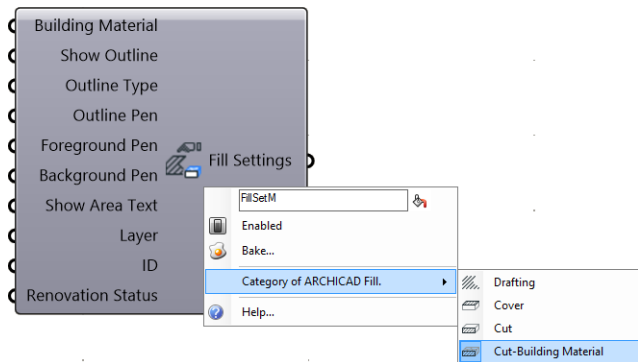 Building Material
Show Outline
Outline Type
Outline Pen
Foreground Pen
Background Pen
Show Area Text
Layer
ID
Renovation Status
Fill Settings
FillSetM
Enabled
Bake...
Category of ARCHICAD Fill.
Help...
Drafting
Cover
Cut
Cut-Building Material